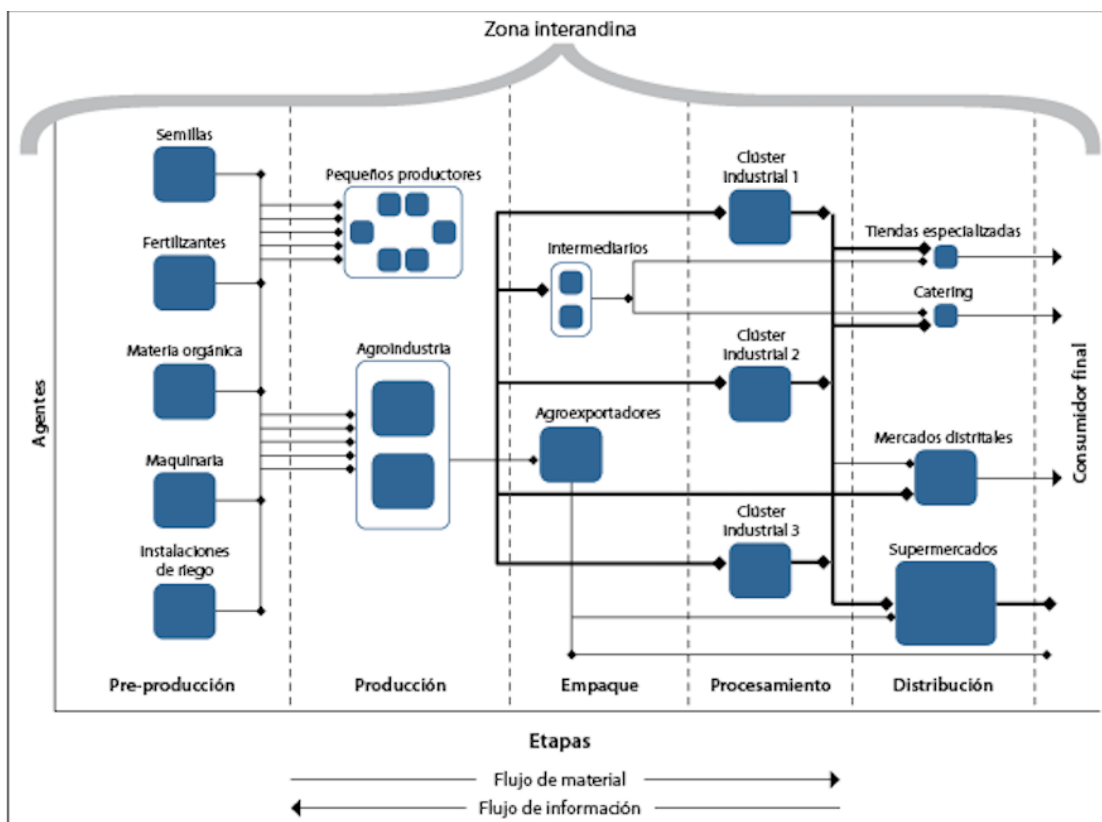 Zona interandina
Agentes
Semillas
Fertilizantes
Materia orgánica
Maquinaria
Instalaciones
de riego
Pequeños productores
Agroindustria
Intermediarios
Agroexportadores
Clúster
Industrial 1
Clúster
Industrial 2
Clúster
Industrial 3
Tiendas especializadas
Catering
Mercados distritales
Supermercados
Consumidor final
Pre-producción
Producción
Empaque
Procesamiento
Distribución
Etapas
Flujo de material
Flujo de información